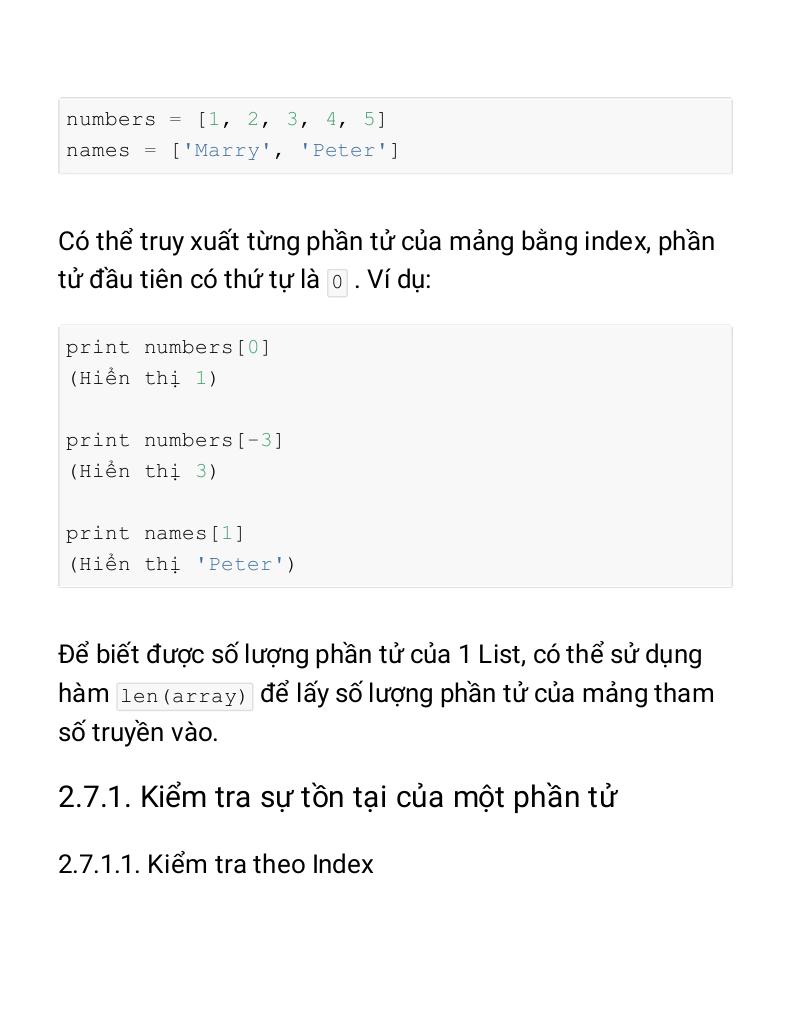 numbers = [1, 2, 3, 4, 5]
names = ['Marry', 'Peter']
Có thể truy xuất từng phần tử của mảng bằng index, phần
tử đầu tiên có thứ tự là 0 . Ví dụ:
print numbers[0]
(Hiển thị 1)
print numbers[-3]
(Hiển thị 3)
print names[1]
(Hiển thị 'Peter')
Để biết được số lượng phần tử của 1 List, có thể sử dụng
hàm len(array) để lấy số lượng phần tử của mảng tham
số truyền vào.
2.7.1. Kiểm tra sự tồn tại của một phần tử
2.7.1.1. Kiểm tra theo Index